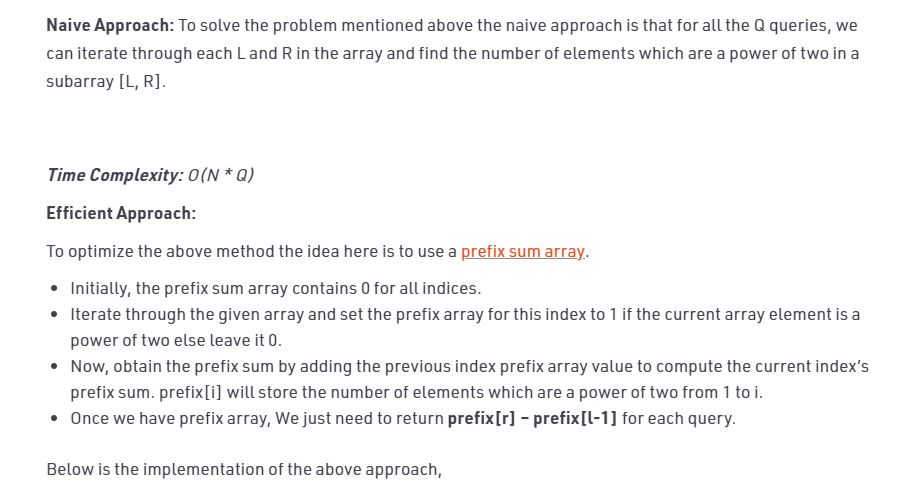 Naive Approach: To solve the problem mentioned above the naive approach is that for all the Q queries, we
can iterate through each L and R in the array and find the number of elements which are a power of two in a
subarray [L, R].
Time Complexity: O(N * Q)
Efficient Approach:
To optimize the above method the idea here is to use a prefix sum array.
• Initially, the prefix sum array contains 0 for all indices.
• Iterate through the given array and set the prefix array for this index to 1 if the current array element is a
power of two else leave it 0.
• Now, obtain the prefix sum by adding the previous index prefix array value to compute the current index’s
prefix sum. prefix[i] will store the number of elements which are a power of two from 1 to i.
• Once we have prefix array, We just need to return prefix[r] – prefix[l-1] for each query.
Below is the implementation of the above approach,